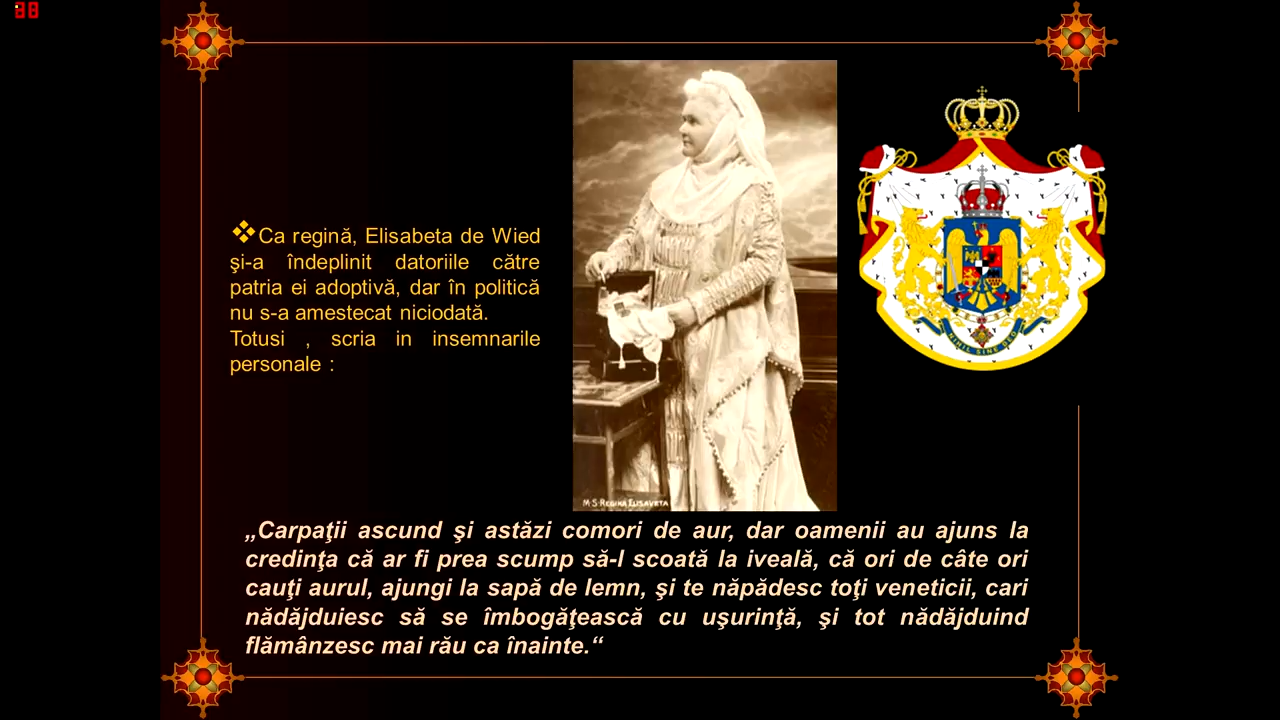 88
❖Ca regină, Elisabeta de Wied
şi-a îndeplinit datoriile către
patria ei adoptivă, dar în politică
nu s-a amestecat niciodată.
Totusi , scria in insemnarile
personale :
NIHIL SINE DEO
M.S. REGINA ELISAVETA
„Carpaţii ascund şi astăzi comori de aur, dar oamenii au ajuns la
credinţa că ar fi prea scump să-l scoată la iveală, că ori de câte ori
cauţi aurul, ajungi la sapă de lemn, şi te năpădesc toţi veneticii, cari
nădăjduiesc să se îmbogăţească cu uşurinţă, şi tot nădăjduind
flămânzesc mai rău ca înainte.“